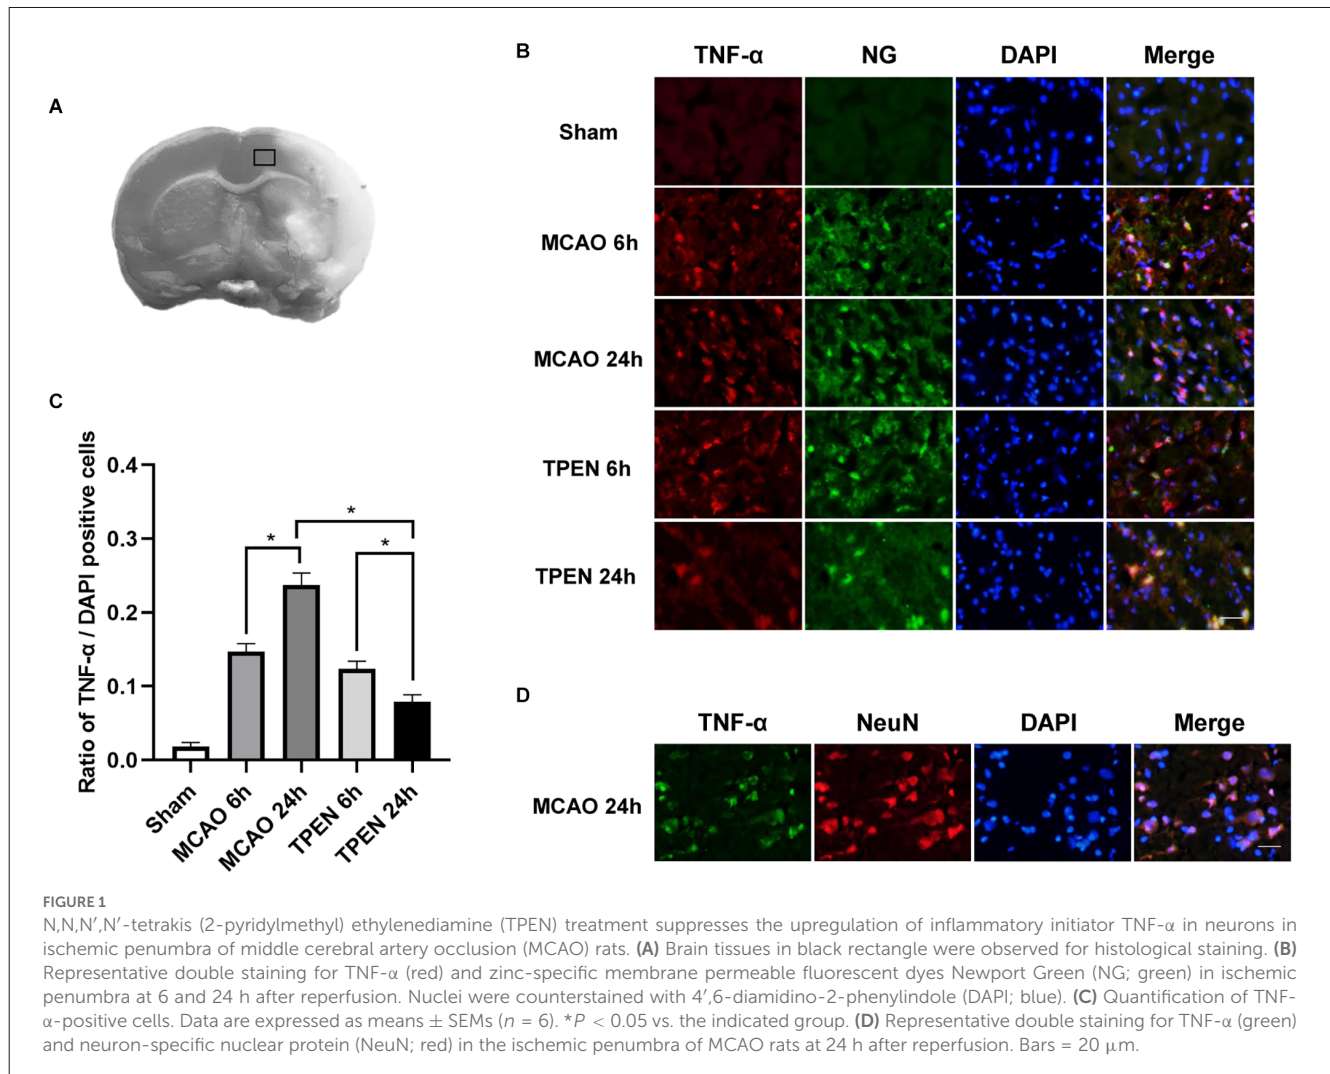 A
B
TNF-α NG DAPI Merge
Sham
MCAO 6h
MCAO 24h
TPEN 6h
TPEN 24h
C
Ratio of TNF-α / DAPI positive cells
0.4
0.3
0.2
0.1
0.0
*
*
*
Sham
MCAO 6h
MCAO 24h
TPEN 6h
TPEN 24h
D
TNF-α NeuN DAPI Merge
MCAO 24h
FIGURE 1
N,N,N′,N′-tetrakis (2-pyridylmethyl) ethylenediamine (TPEN) treatment suppresses the upregulation of inflammatory initiator TNF-α in neurons in
ischemic penumbra of middle cerebral artery occlusion (MCAO) rats. (A) Brain tissues in black rectangle were observed for histological staining. (B)
Representative double staining for TNF-α (red) and zinc-specific membrane permeable fluorescent dyes Newport Green (NG; green) in ischemic
penumbra at 6 and 24 h after reperfusion. Nuclei were counterstained with 4′,6-diamidino-2-phenylindole (DAPI; blue). (C) Quantification of TNF-
α-positive cells. Data are expressed as means ± SEMs (n = 6). *P < 0.05 vs. the indicated group. (D) Representative double staining for TNF-α (green)
and neuron-specific nuclear protein (NeuN; red) in the ischemic penumbra of MCAO rats at 24 h after reperfusion. Bars = 20 μm.